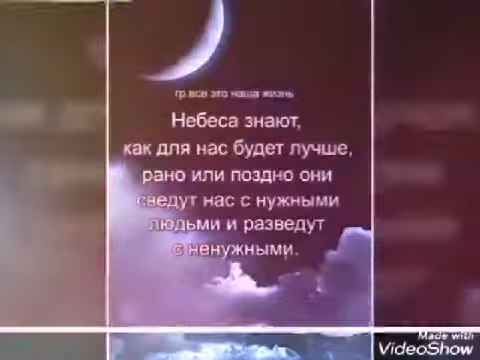 гр.все это наша жизнь
Небеса знают,
как для нас будет лучше,
рано или поздно они
сведут нас с нужными
людьми и разведут
с ненужными.
Made with
VideoShow